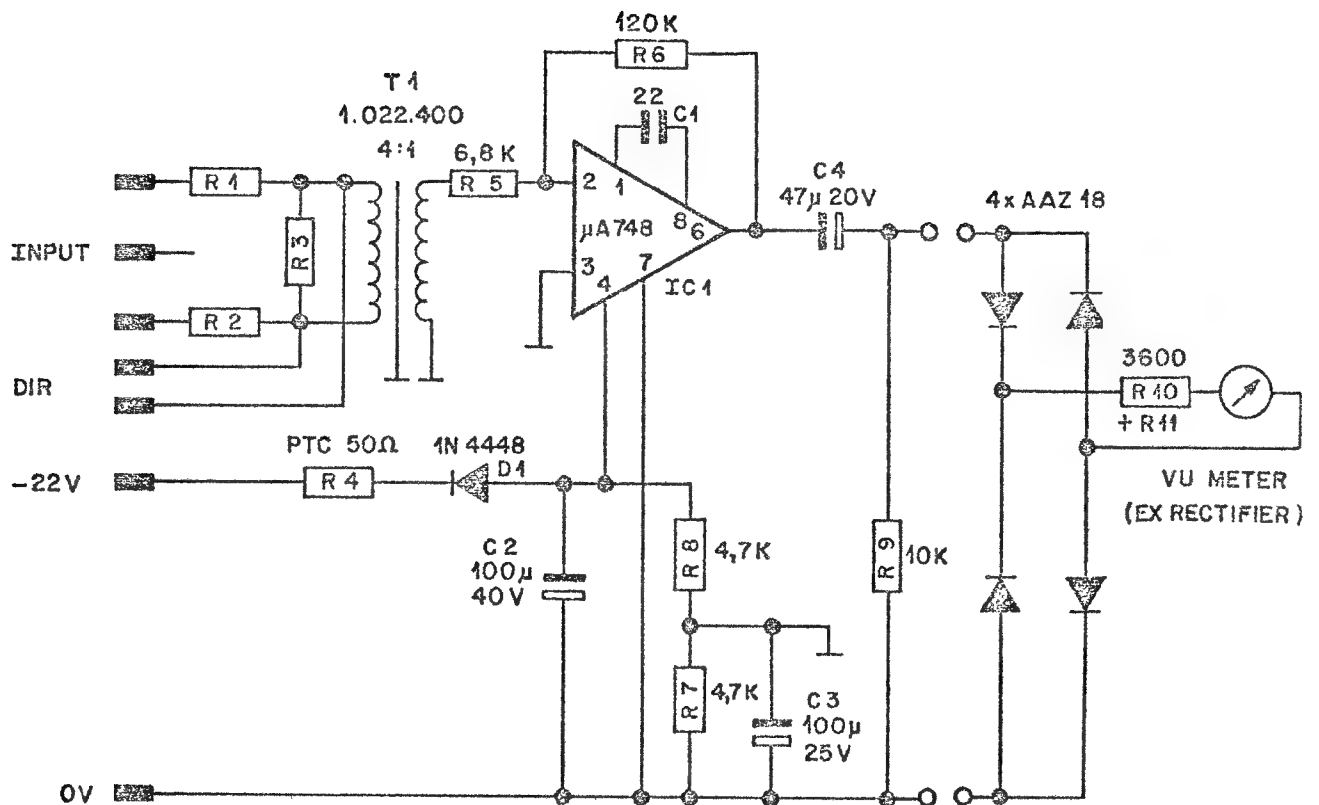 120K
R6
T1
1.022.400
4:1
22
C1
6,8K
R5
R1
INPUT
R3
R2
DIR
2
1
µA748
8
6
3
4
7
IC1
C4
47µ 20V
4xAAZ 18
3600
R10
+R11
VU METER
(EX RECTIFIER)
PTC 50Ω
1N 4448
D1
-22V
R4
C2
100µ
40V
R8
4,7K
R9
10K
R7
4,7K
C3
100µ
25V
0V